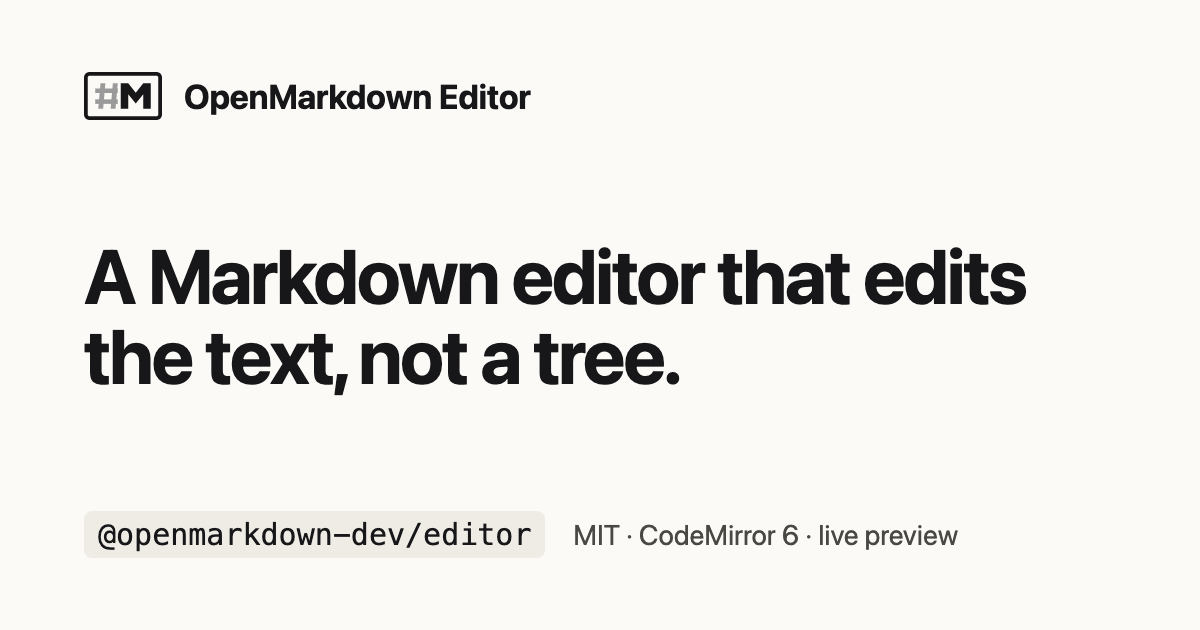 #M OpenMarkdown Editor
A Markdown editor that edits
the text, not a tree.
@openmarkdown-dev/editor MIT · CodeMirror 6 · live preview